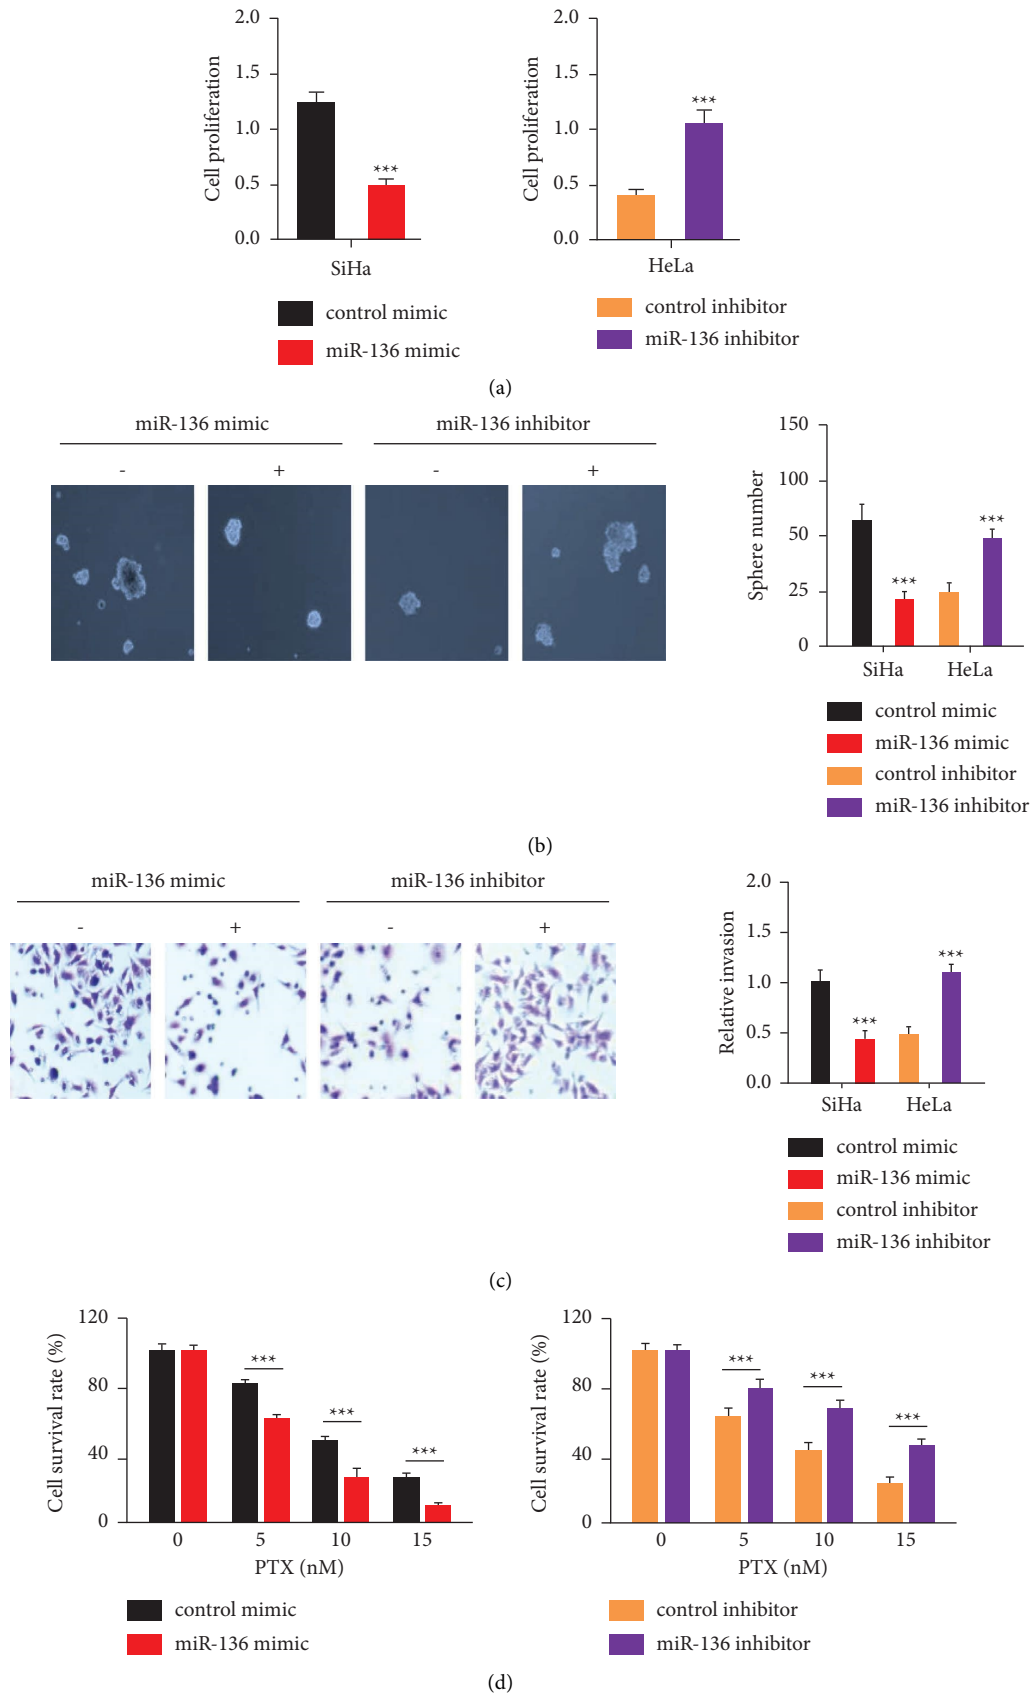 2.0
1.5
1.0
0.5
0.0
Cell proliferation
***
SiHa
control mimic
miR-136 mimic
2.0
1.5
1.0
0.5
0.0
Cell proliferation
***
HeLa
control inhibitor
miR-136 inhibitor
(a)
miR-136 mimic
miR-136 inhibitor
- + - +
150
100
50
25
0
Sphere number
***
***
SiHa HeLa
control mimic
miR-136 mimic
control inhibitor
miR-136 inhibitor
(b)
miR-136 mimic
miR-136 inhibitor
- + - +
2.0
1.5
1.0
0.5
0.0
Relative invasion
***
***
SiHa HeLa
control mimic
miR-136 mimic
control inhibitor
miR-136 inhibitor
(c)
120
80
40
0
Cell survival rate (%)
***
***
***
0 5 10 15
PTX (nM)
control mimic
miR-136 mimic
120
80
40
0
Cell survival rate (%)
***
***
***
0 5 10 15
PTX (nM)
control inhibitor
miR-136 inhibitor
(d)